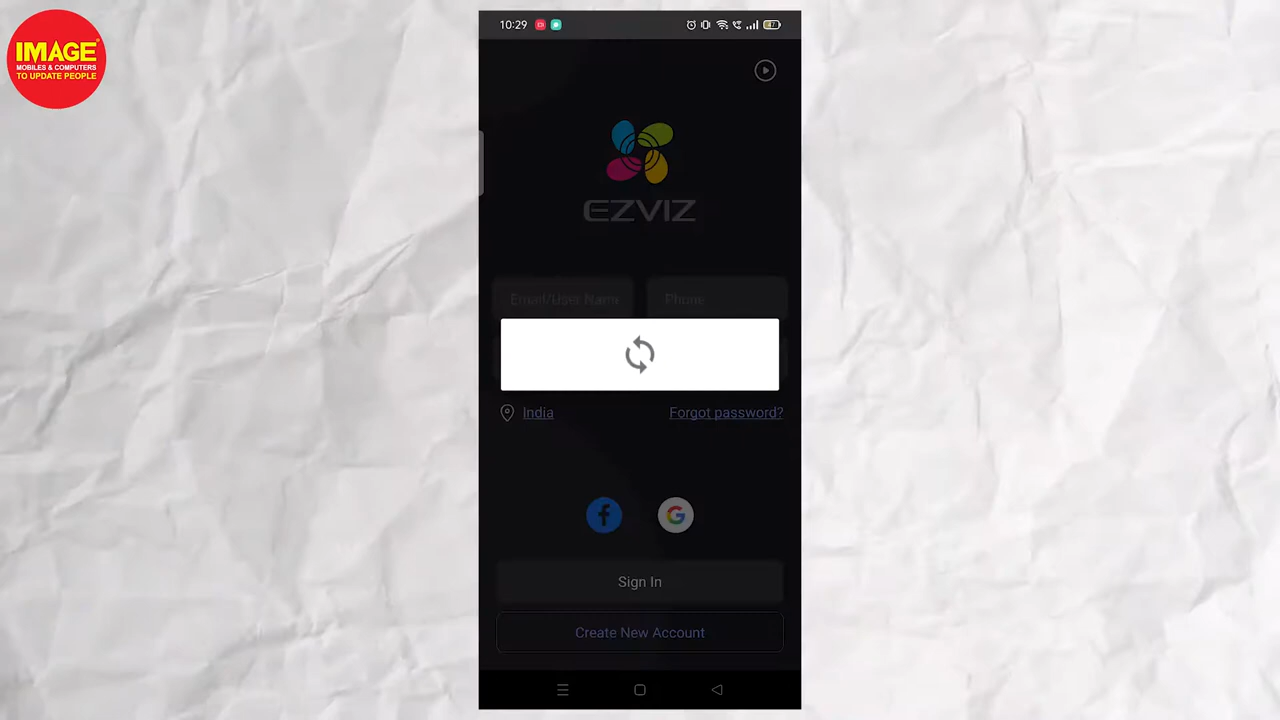 IMAGE
MOBILES & COMPUTERS
TO UPDATE PEOPLE
10:29
EZVIZ
Email/User Name
Phone
India
Forgot password?
Sign In
Create New Account